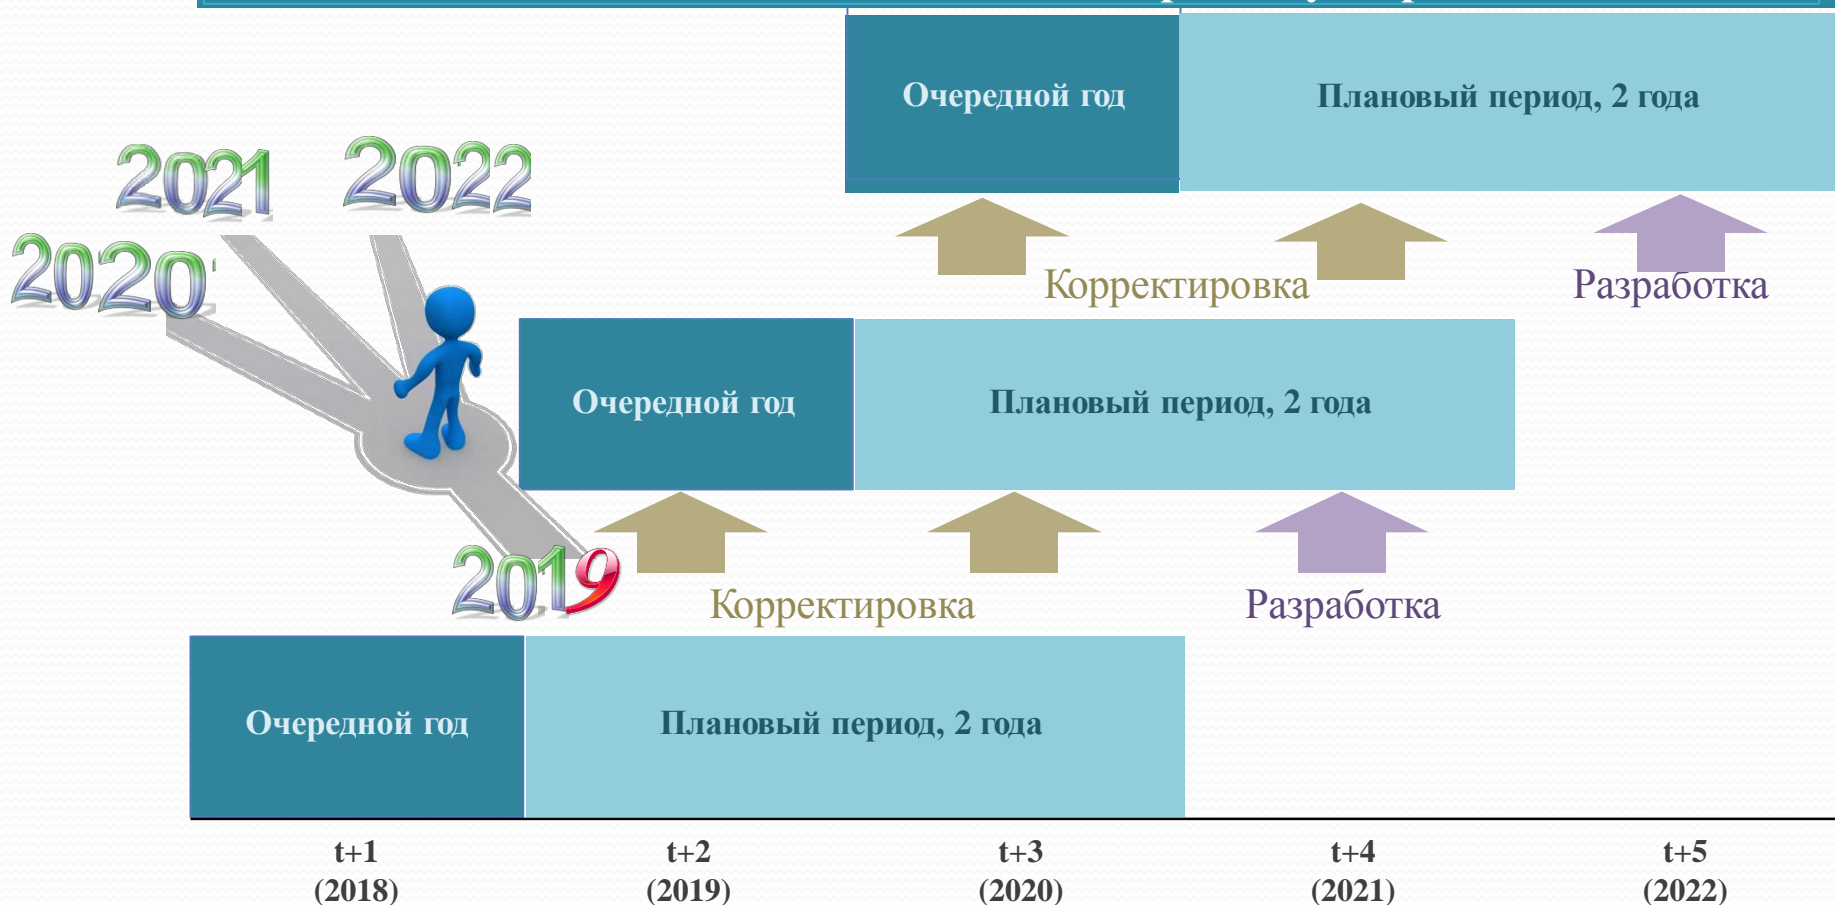 Очередной год
Плановый период, 2 года
2021
2022
2020
Корректировка
Разработка
Очередной год
Плановый период, 2 года
2019
Корректировка
Разработка
Очередной год
Плановый период, 2 года
t+1
(2018)
t+2
(2019)
t+3
(2020)
t+4
(2021)
t+5
(2022)